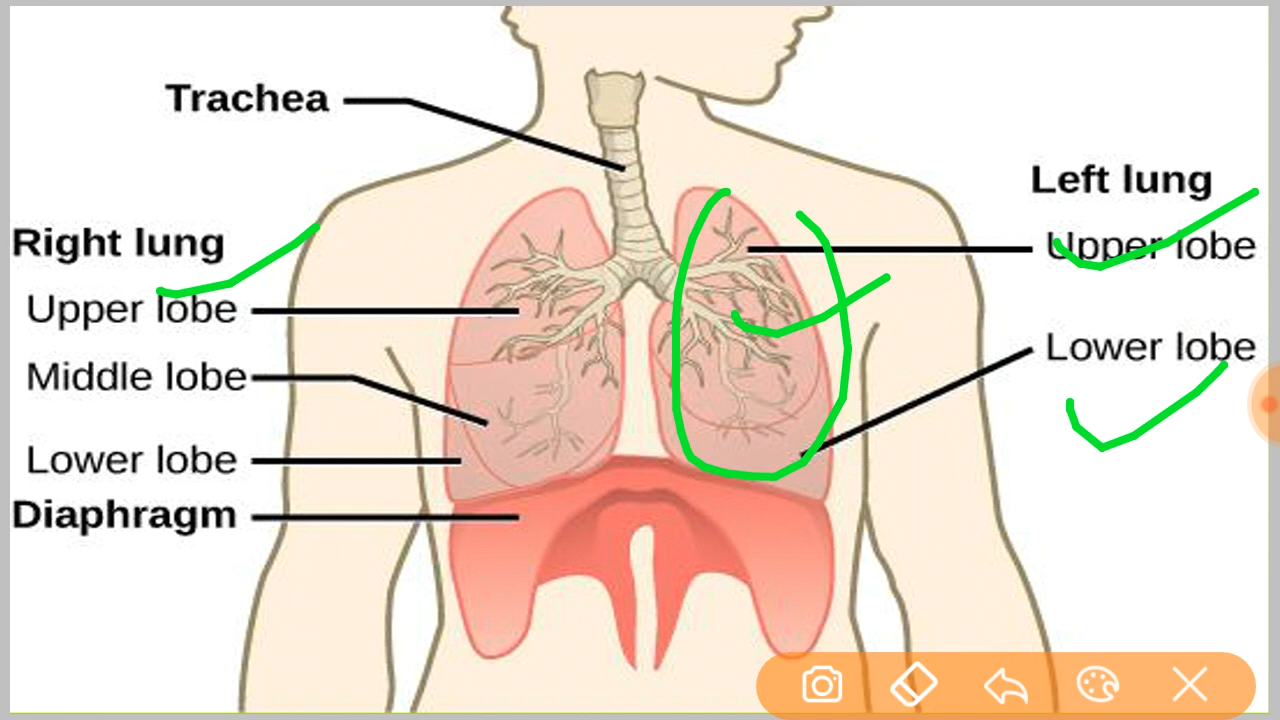 Trachea
Right lung
Upper lobe
Middle lobe
Lower lobe
Diaphragm
Left lung
Upper lobe
Lower lobe